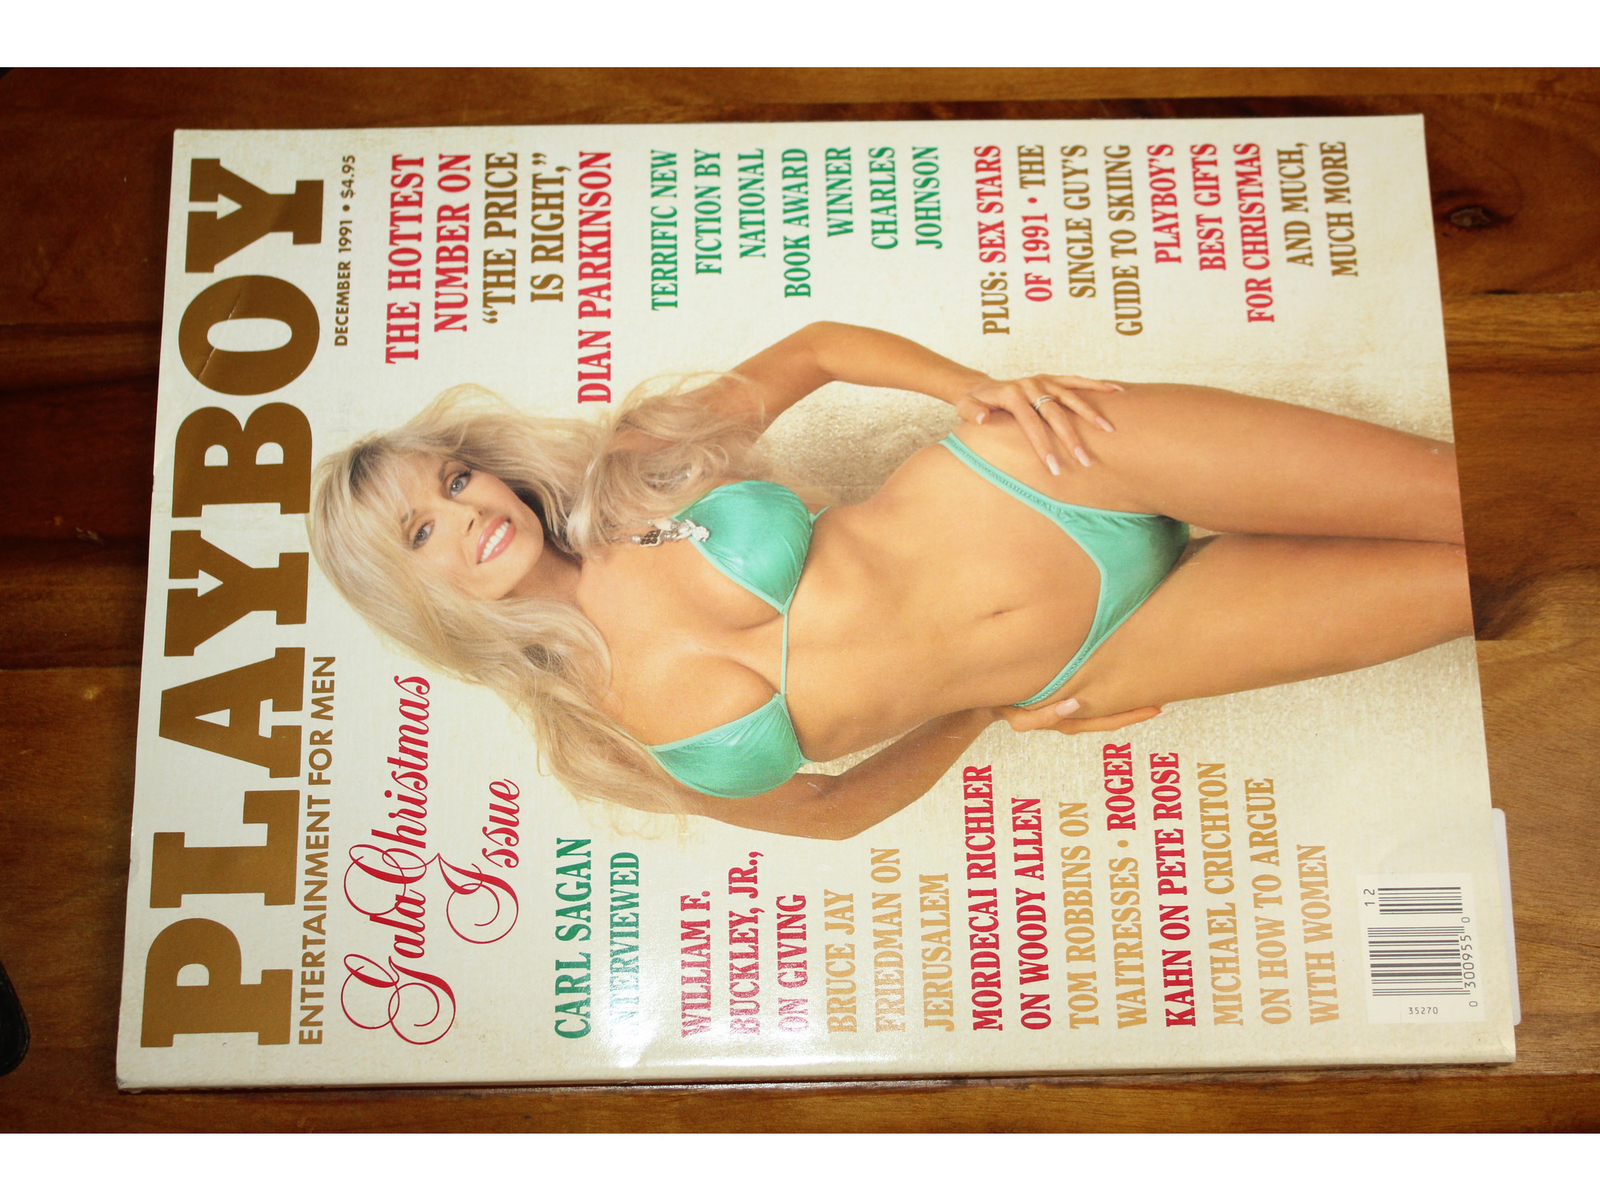 PLAYBOY
ENTERTAINMENT FOR MEN
DECEMBER 1991 • $4.95
Gala Christmas
Issue
CARL SAGAN
INTERVIEWED
WILLIAM F.
BUCKLEY, JR.,
ON GIVING
BRUCE JAY
FRIEDMAN ON
JERUSALEM
MORDECAI RICHLER
ON WOODY ALLEN
TOM ROBBINS ON
WAITRESSES • ROGER
KAHN ON PETE ROSE
MICHAEL CRICHTON
ON HOW TO ARGUE
WITH WOMEN
THE HOTTEST
NUMBER ON
“THE PRICE
IS RIGHT,”
DIAN PARKINSON
TERRIFIC NEW
FICTION BY
NATIONAL
BOOK AWARD
WINNER
CHARLES
JOHNSON
PLUS: SEX STARS
OF 1991 • THE
SINGLE GUY'S
GUIDE TO SKIING
PLAYBOY'S
BEST GIFTS
FOR CHRISTMAS
AND MUCH,
MUCH MORE
12
35270
0 300955 0